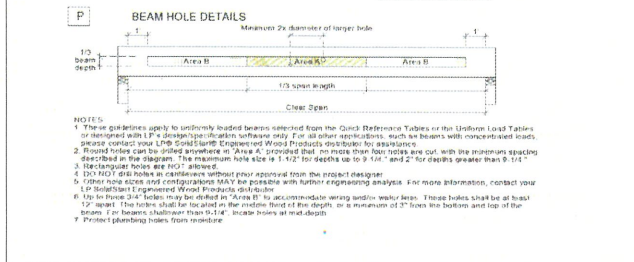 P
BEAM HOLE DETAILS
Minimum 2x diameter of larger hole
1'
1'
1/3
beam
depth
Area B
Area A
Area B
1/3 span length
Clear Span
NOTES
1 These guidelines apply to uniformly loaded beams selected from the Quick Reference Tables or the Uniform Load Tables
or designed with LP's design/specification software only. For all other applications, such as beams with concentrated loads,
please contact your LP® SolidStart® Engineered Wood Products distributor for assistance.
2. Round holes can be drilled anywhere in "Area A" provided that: no more than four holes are cut, with the minimum spacing
described in the diagram. The maximum hole size is 1-1/2" for depths up to 9-1/4", and 2" for depths greater than 9-1/4"
3. Rectangular holes are NOT allowed.
4 DO NOT drill holes in cantilevers without prior approval from the project designer
5 Other hole sizes and configurations MAY be possible with further engineering analysis. For more information, contact your
LP SolidStart Engineered Wood Products distributor
6. Up to three 3/4" holes may be drilled in "Area B" to accommodate wiring and/or water lines. These holes shall be at least
12" apart. The holes shall be located in the middle third of the depth, or a minimum of 3" from the bottom and top of the
beam. For beams shallower than 9-1/4", locate holes at mid-depth
7 Protect plumbing holes from moisture